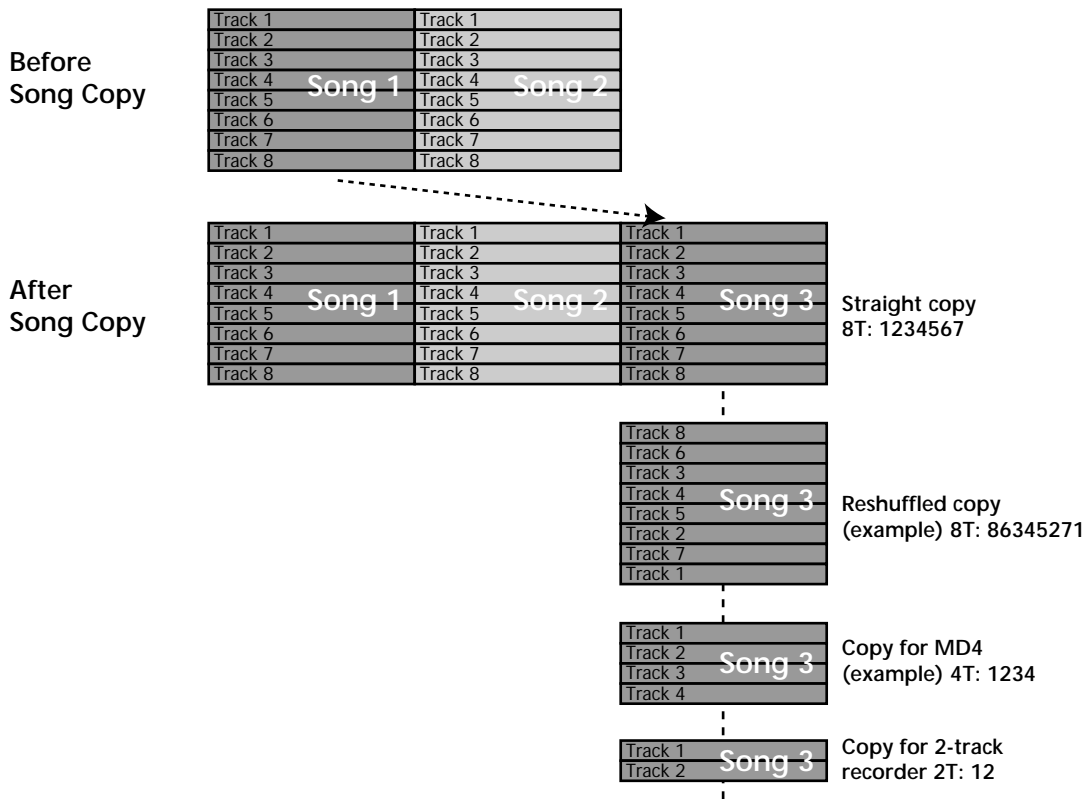 Before
Song Copy
Track 1 Track 1
Track 2 Track 2
Track 3 Track 3
Track 4 Track 4
Track 5 Track 5
Track 6 Track 6
Track 7 Track 7
Track 8 Track 8
Song 1 Song 2
After
Song Copy
Track 1 Track 1 Track 1
Track 2 Track 2 Track 2
Track 3 Track 3 Track 3
Track 4 Track 4 Track 4
Track 5 Track 5 Track 5
Track 6 Track 6 Track 6
Track 7 Track 7 Track 7
Track 8 Track 8 Track 8
Song 1 Song 2 Song 3
Straight copy
8T: 1234567
Track 8
Track 6
Track 3
Track 4
Track 5
Track 2
Track 7
Track 1
Song 3
Reshuffled copy
(example) 8T: 86345271
Track 1
Track 2
Track 3
Track 4
Song 3
Copy for MD4
(example) 4T: 1234
Track 1
Track 2
Song 3
Copy for 2-track
recorder 2T: 12